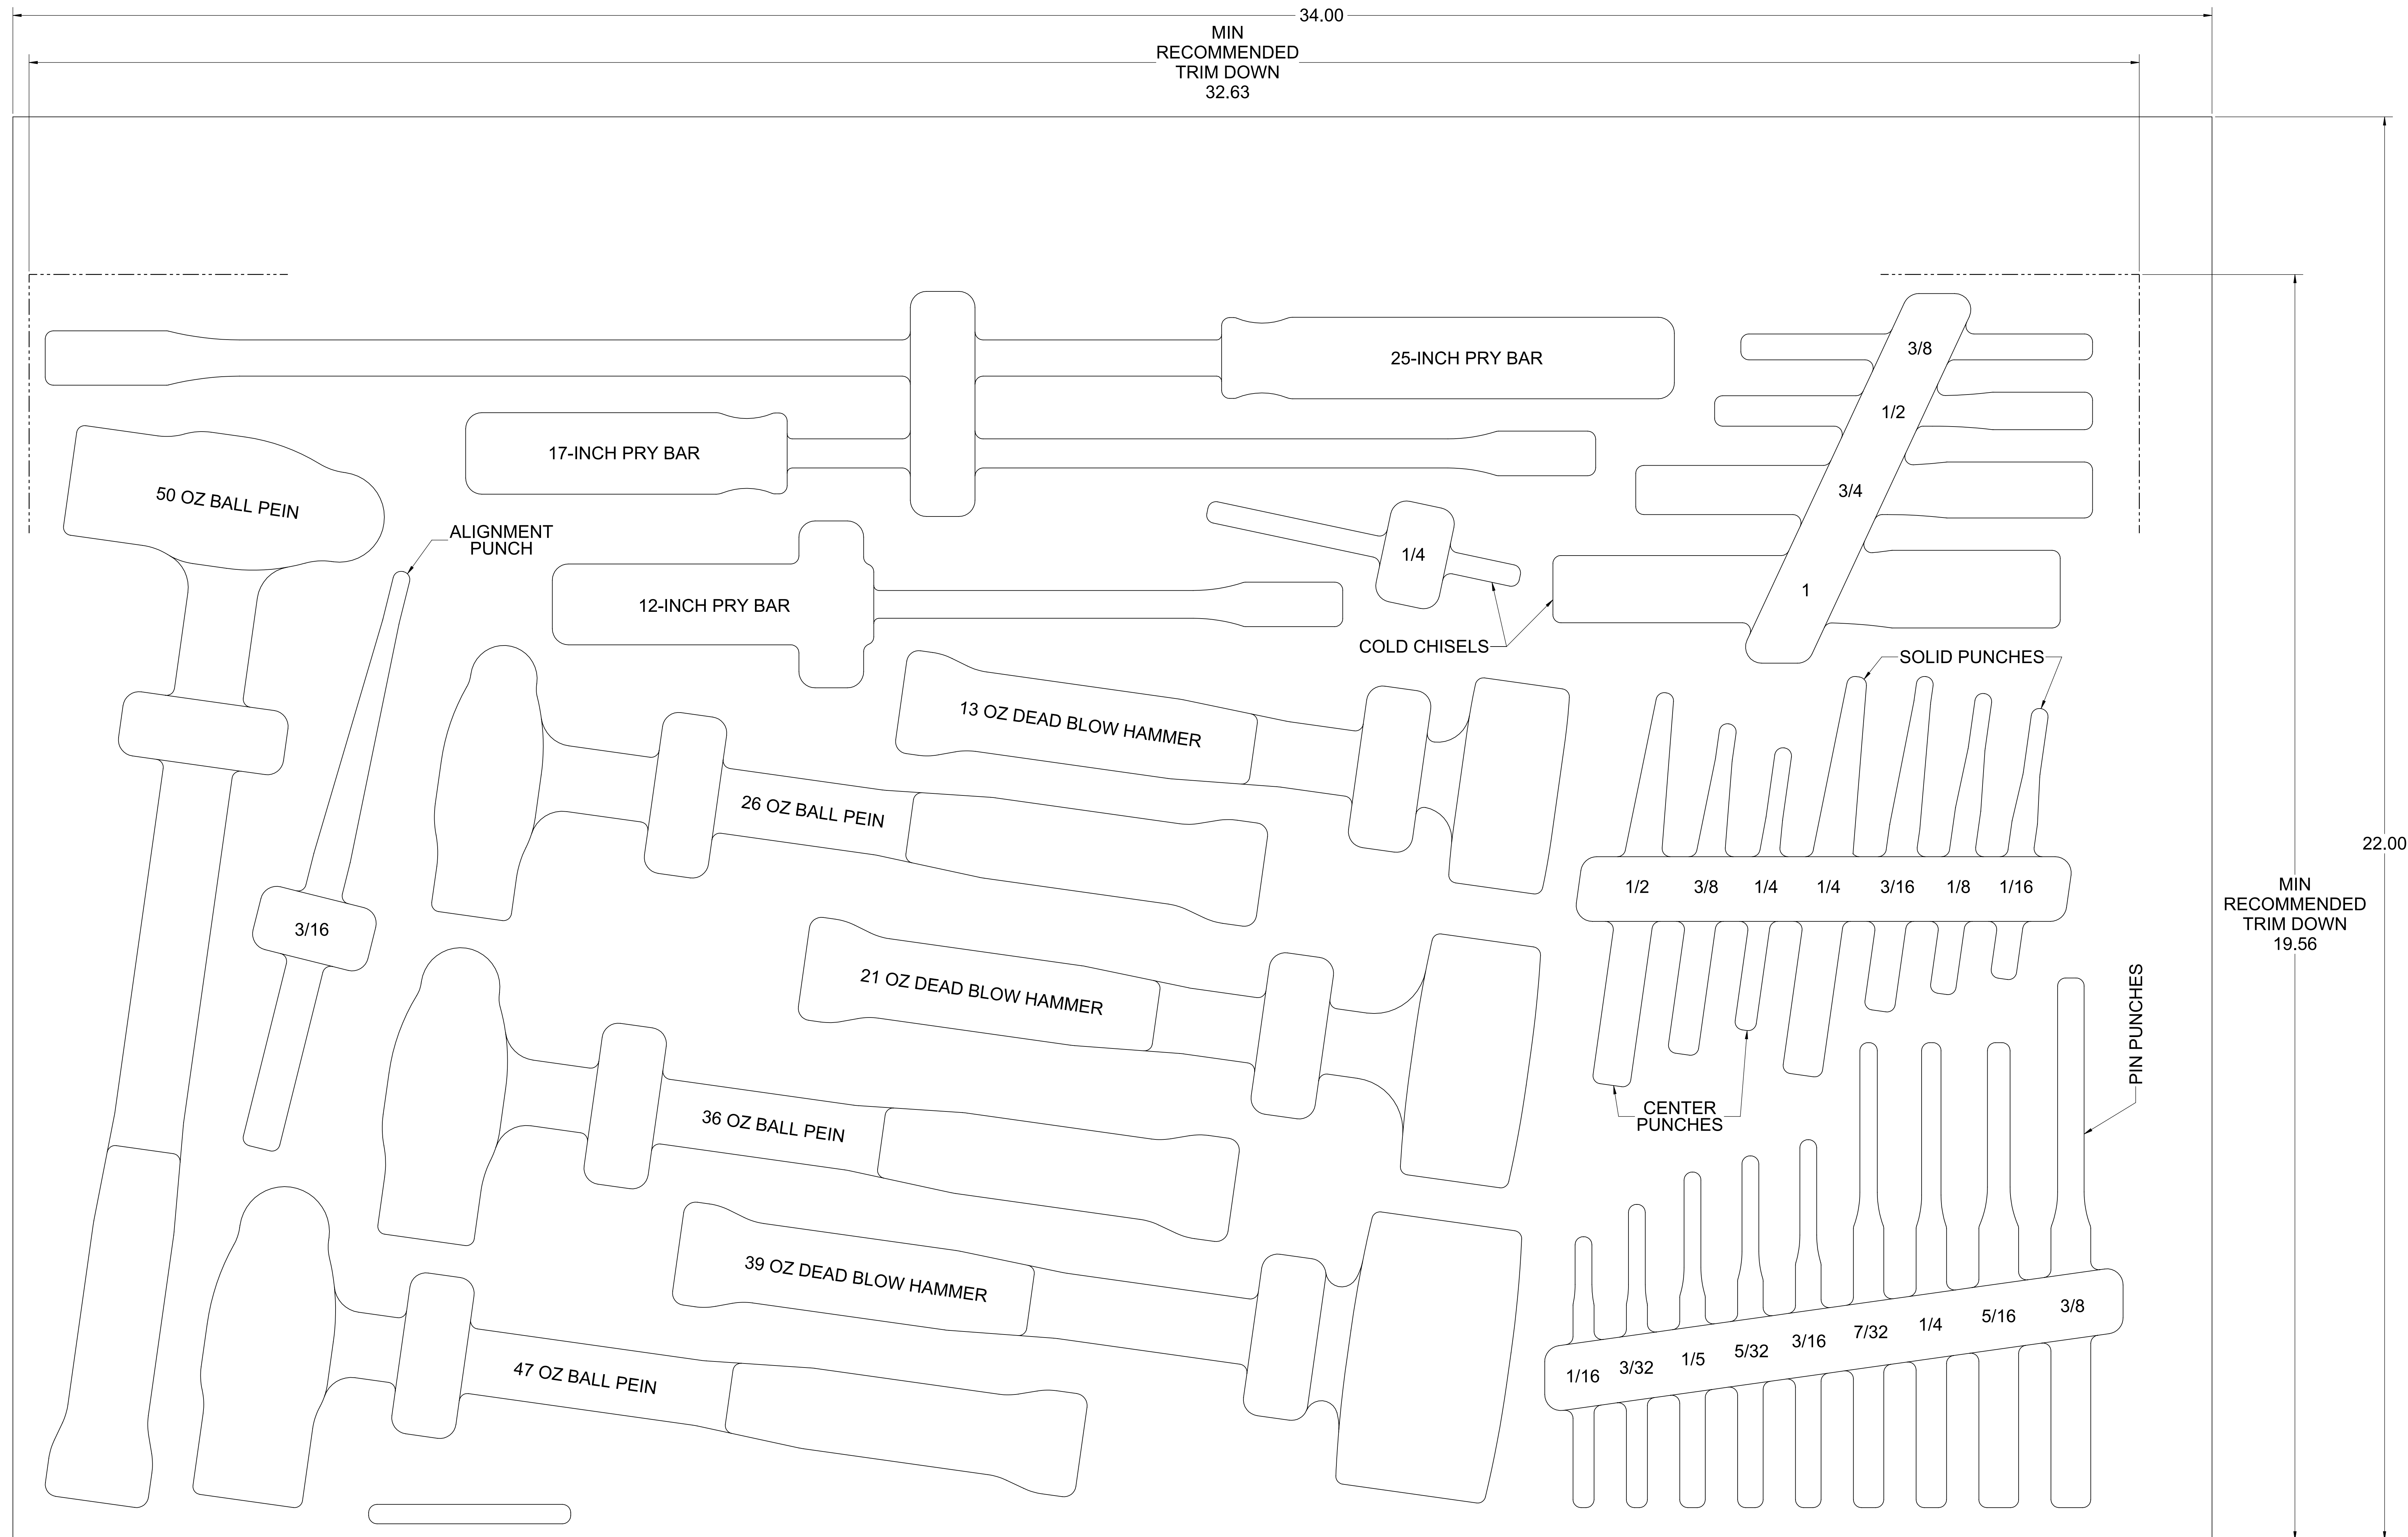 34.00
MIN
RECOMMENDED
TRIM DOWN
32.63
25-INCH PRY BAR
3/8
1/2
3/4
1
17-INCH PRY BAR
50 OZ BALL PEIN
ALIGNMENT
PUNCH
1/4
12-INCH PRY BAR
COLD CHISELS
SOLID PUNCHES
13 OZ DEAD BLOW HAMMER
26 OZ BALL PEIN
22.00
1/2 3/8 1/4 1/4 3/16 1/8 1/16
MIN
RECOMMENDED
TRIM DOWN
19.56
3/16
21 OZ DEAD BLOW HAMMER
PIN PUNCHES
CENTER
PUNCHES
36 OZ BALL PEIN
39 OZ DEAD BLOW HAMMER
1/16 3/32 1/5 5/32 3/16 7/32 1/4 5/16 3/8
47 OZ BALL PEIN